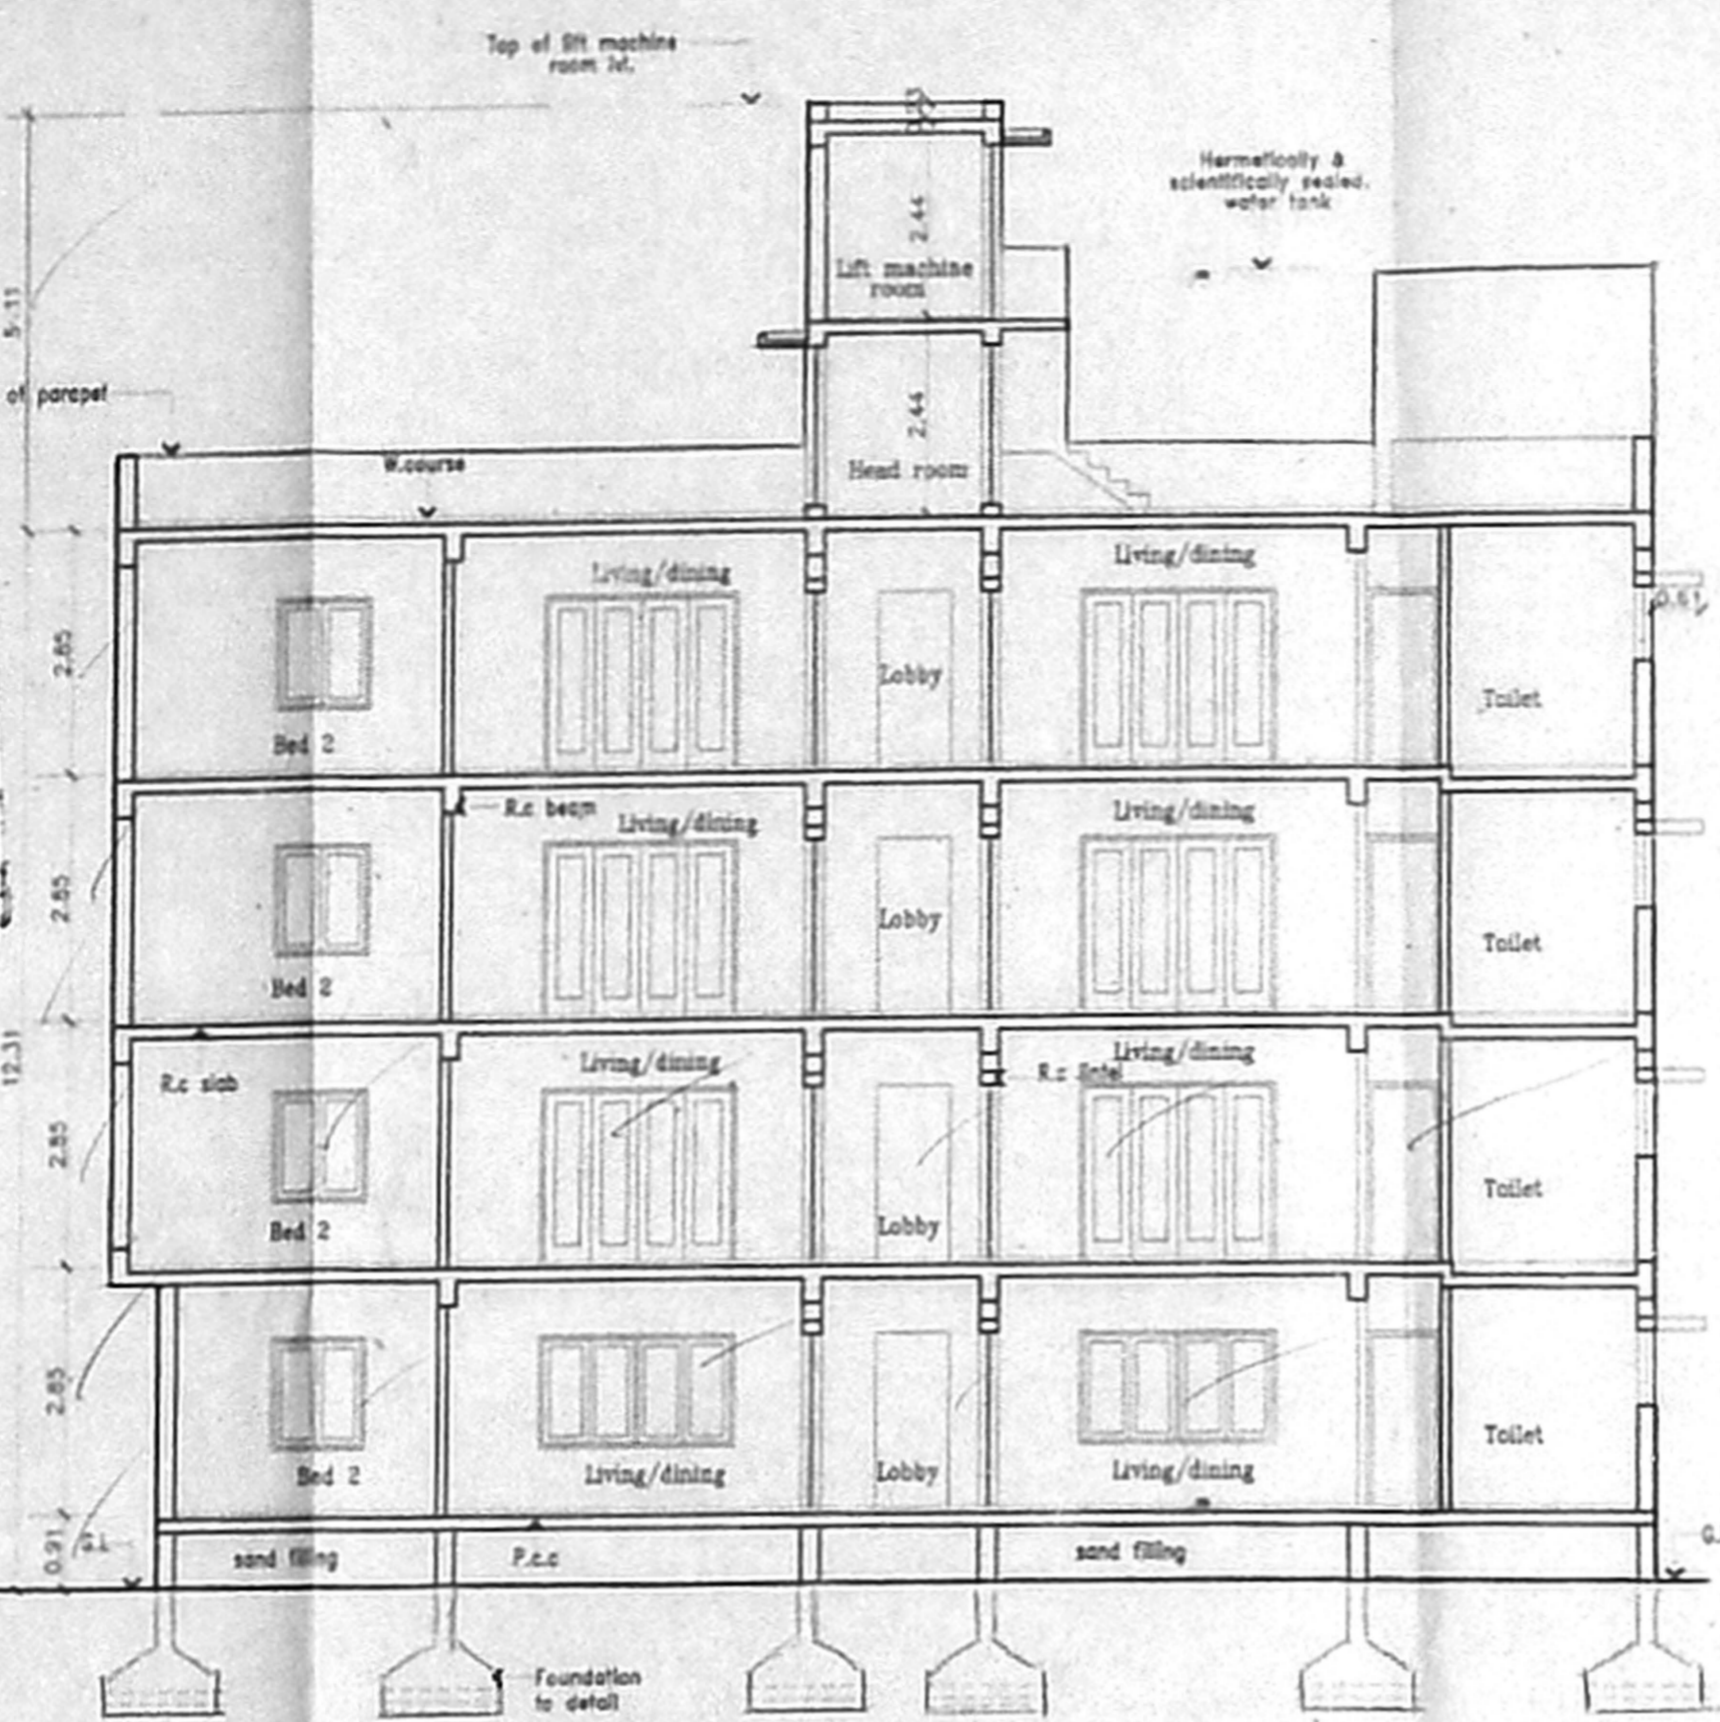 Top of lift machine
room lvl.
Hermetically &
scientifically sealed.
water tank
2.44
Lift machine
room
5.11
of parapet
W.course
2.44
Head room
Living/dining
Living/dining
0.61
2.85
Lobby
Toilet
Bed 2
R.c beam
Living/dining
Living/dining
2.85
Lobby
Toilet
Bed 2
12.31
R.c slab
Living/dining
Living/dining
R.c lintel
2.85
Lobby
Toilet
Bed 2
2.85
Toilet
Bed 2
Living/dining
Lobby
Living/dining
0.91
G.L
sand filling
P.c.c
sand filling
G.
Foundation
to detail